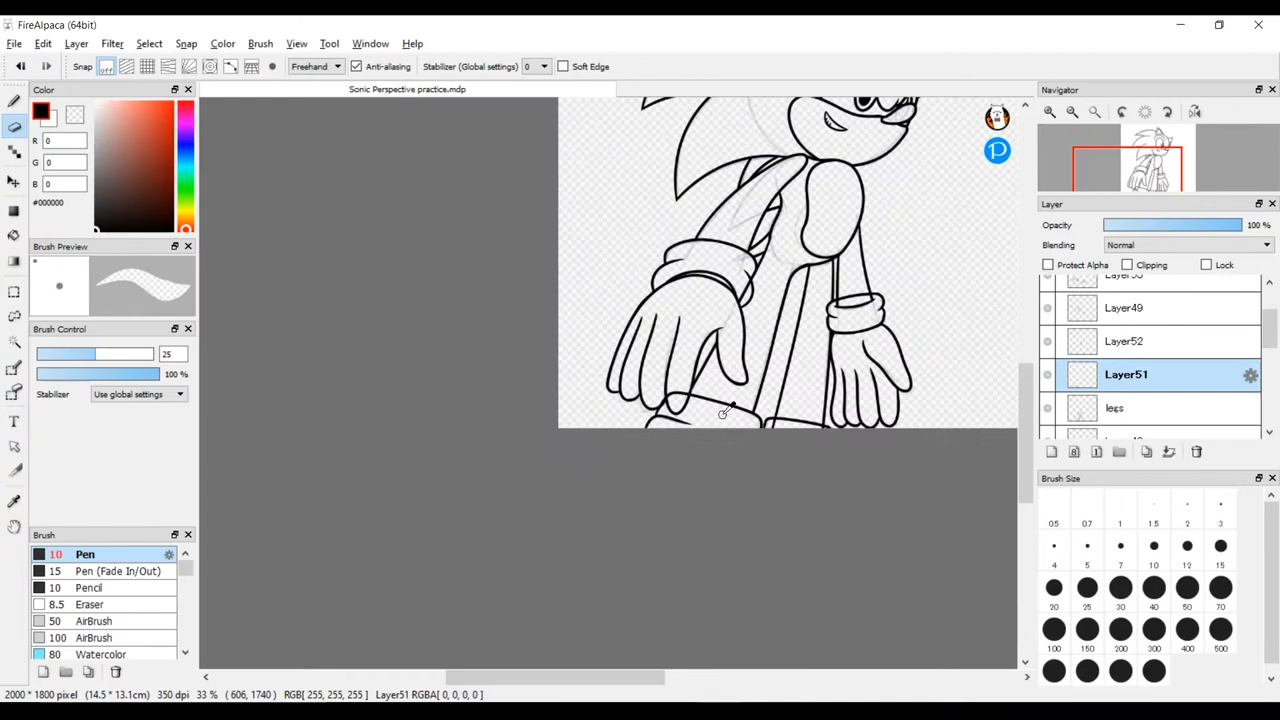 FireAlpaca (64bit)
File Edit Layer Filter Select Snap Color Brush View Tool Window Help
Snap off Freehand Anti-aliasing Stabilizer (Global settings) 0 Soft Edge
Color
Sonic Perspective practice.mdp
Navigator
R 0
G 0
B 0
#000000
Brush Preview
Brush Control
25
100 %
Stabilizer Use global settings
Brush
10 Pen
15 Pen (Fade In/Out)
10 Pencil
8.5 Eraser
50 AirBrush
100 AirBrush
80 Watercolor
Layer
Opacity 100 %
Blending Normal
Protect Alpha Clipping Lock
Layer49
Layer52
Layer51
legs
Brush Size
0.5 0.7 1 1.5 2 3
4 5 7 10 12 15
20 25 30 40 50 70
100 150 200 300 400 500
2000 * 1800 pixel (14.5 * 13.1cm) 350 dpi 33 % ( 606, 1740 ) RGB[ 255, 255, 255 ] Layer51 RGBA[ 0, 0, 0, 0 ]